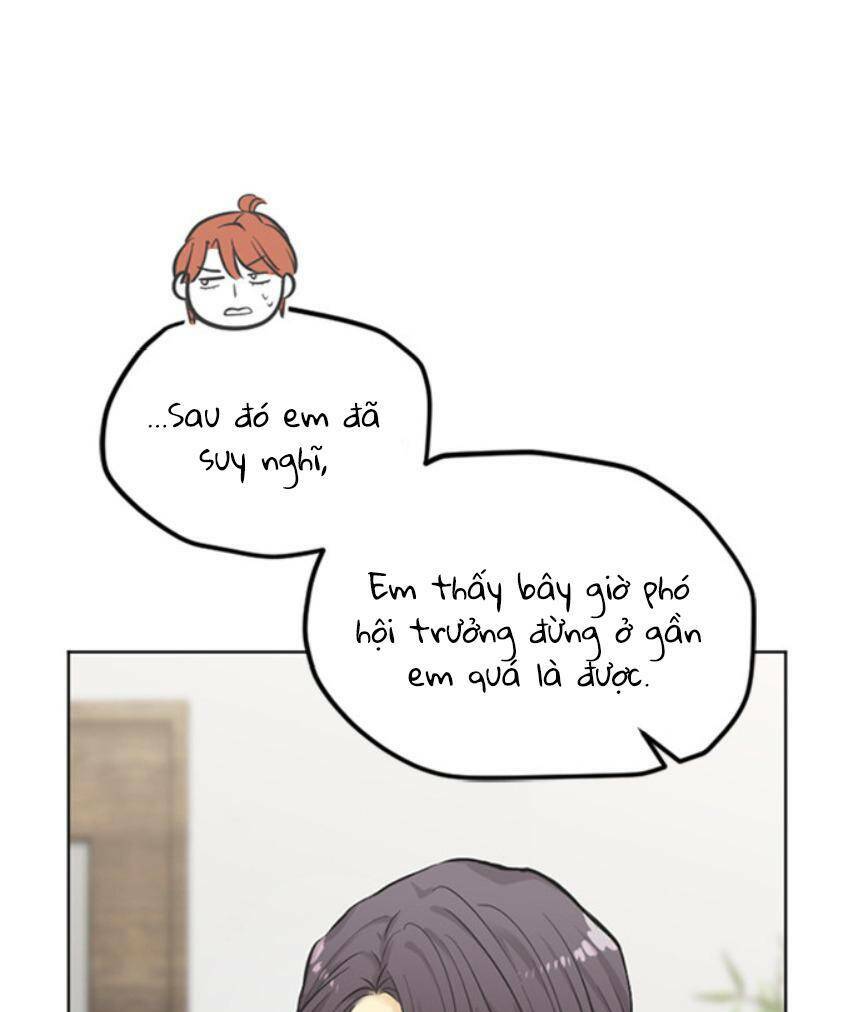 ...Sau đó em đã
suy nghĩ,
Em thấy bây giờ phó
hội trưởng đừng ở gần
em quá là được.